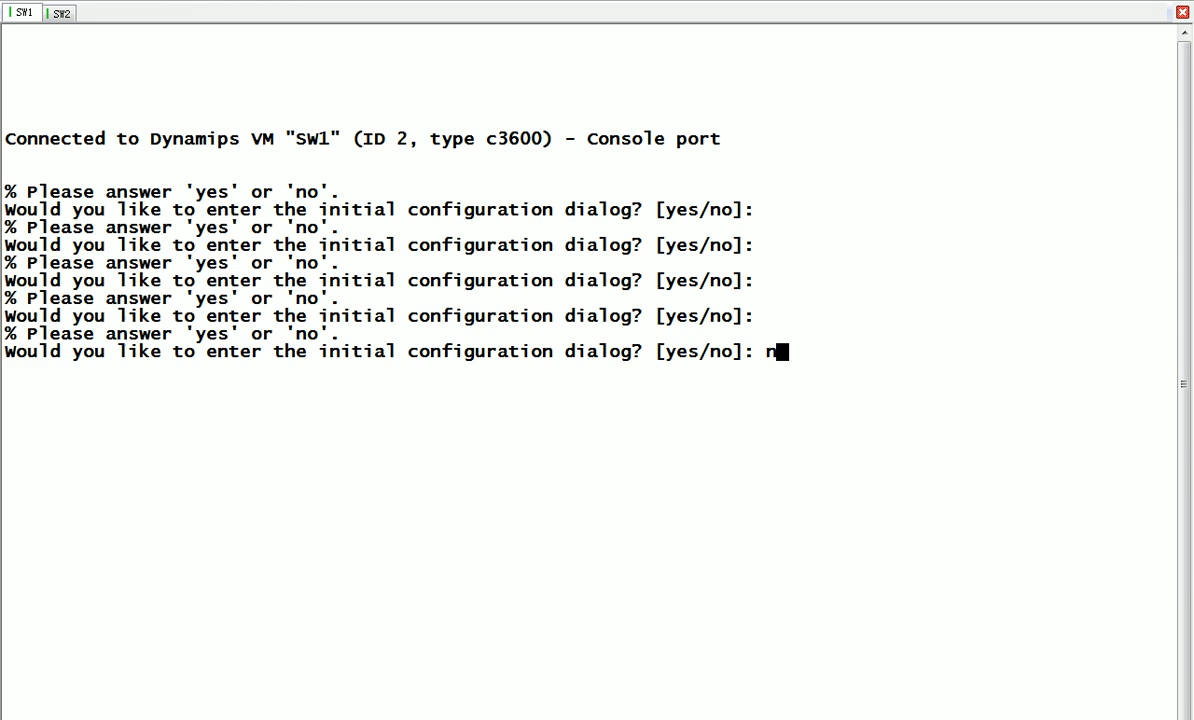 SW1 SW2
Connected to Dynamips VM "SW1" (ID 2, type c3600) - Console port
% Please answer 'yes' or 'no'.
Would you like to enter the initial configuration dialog? [yes/no]:
% Please answer 'yes' or 'no'.
Would you like to enter the initial configuration dialog? [yes/no]:
% Please answer 'yes' or 'no'.
Would you like to enter the initial configuration dialog? [yes/no]:
% Please answer 'yes' or 'no'.
Would you like to enter the initial configuration dialog? [yes/no]:
% Please answer 'yes' or 'no'.
Would you like to enter the initial configuration dialog? [yes/no]: n